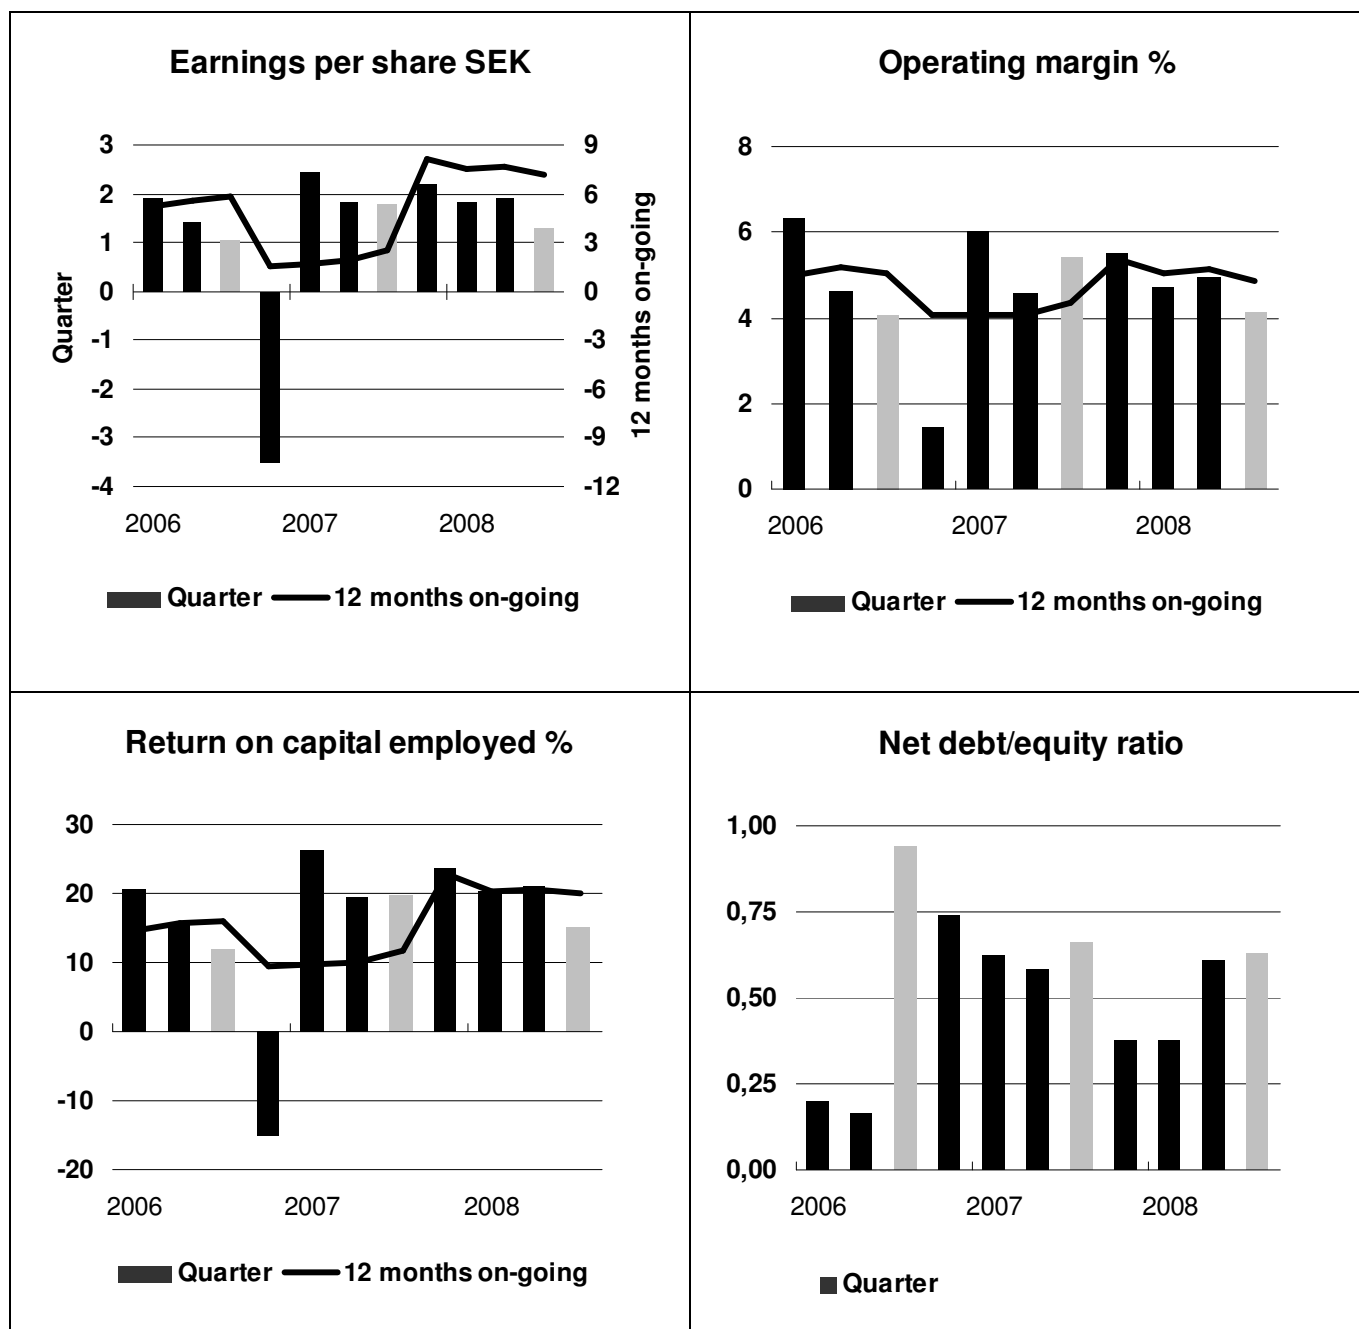 Earnings per share SEK
3
2
1
0
-1
-2
-3
-4
Quarter
9
6
3
0
-3
-6
-9
-12
12 months on-going
2006 2007 2008
Quarter 12 months on-going
Operating margin %
8
6
4
2
0
2006 2007 2008
Quarter 12 months on-going
Return on capital employed %
30
20
10
0
-10
-20
2006 2007 2008
Quarter 12 months on-going
Net debt/equity ratio
1,00
0,75
0,50
0,25
0,00
2006 2007 2008
Quarter